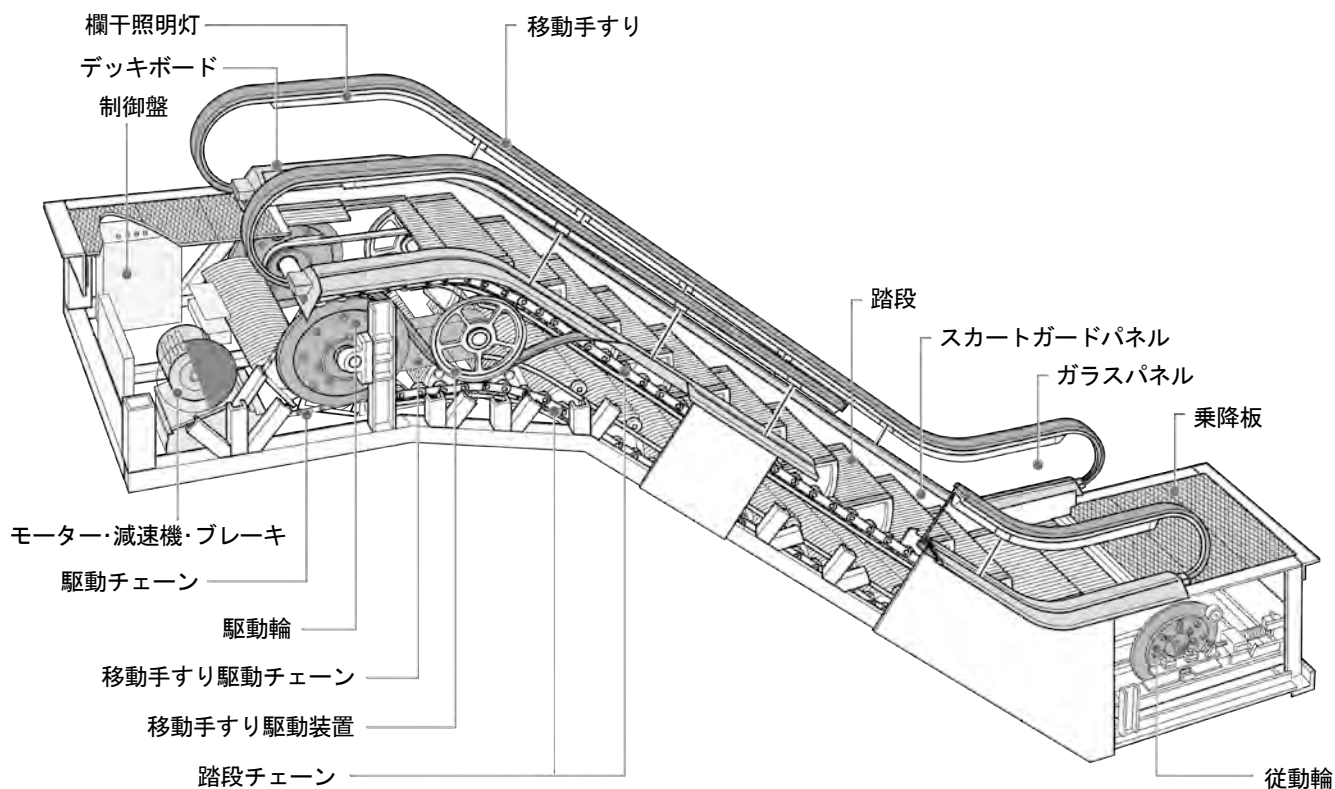 欄干照明灯
移動手すり
デッキボード
制御盤
踏段
スカートガードパネル
ガラスパネル
乗降板
モーター･減速機･ブレーキ
駆動チェーン
駆動輪
移動手すり駆動チェーン
移動手すり駆動装置
踏段チェーン
従動輪